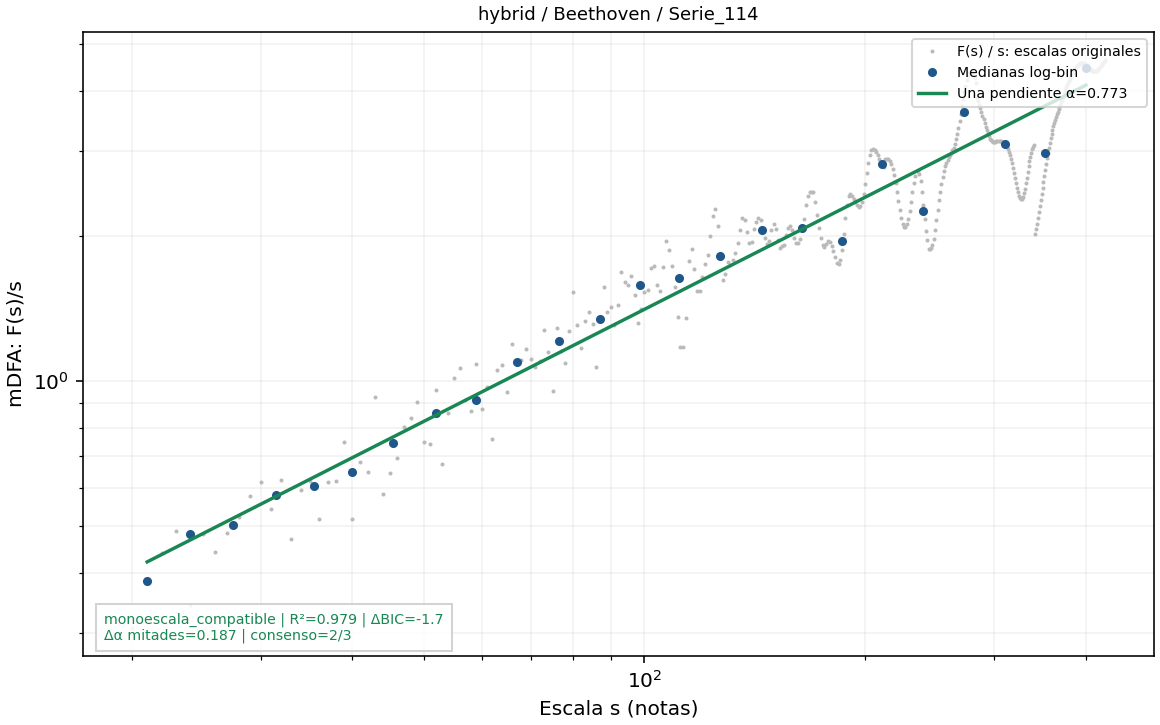 hybrid / Beethoven / Serie_114
F(s) / s: escalas originales
Medianas log-bin
Una pendiente α=0.773
mDFA: F(s)/s
10⁰
monoescala_compatible | R²=0.979 | ΔBIC=-1.7
Δα mitades=0.187 | consenso=2/3
10²
Escala s (notas)